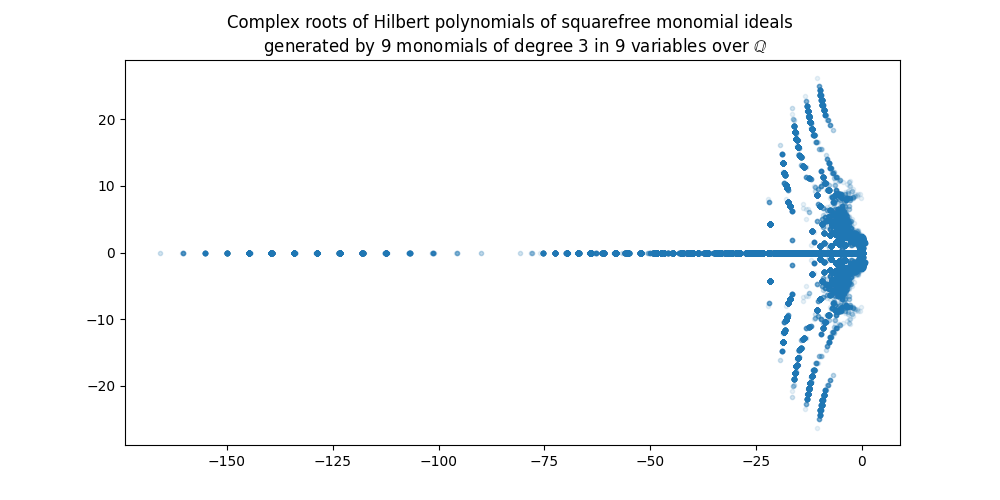 Complex roots of Hilbert polynomials of squarefree monomial ideals
generated by 9 monomials of degree 3 in 9 variables over ℚ
20
10
0
−10
−20
−150 −125 −100 −75 −50 −25 0